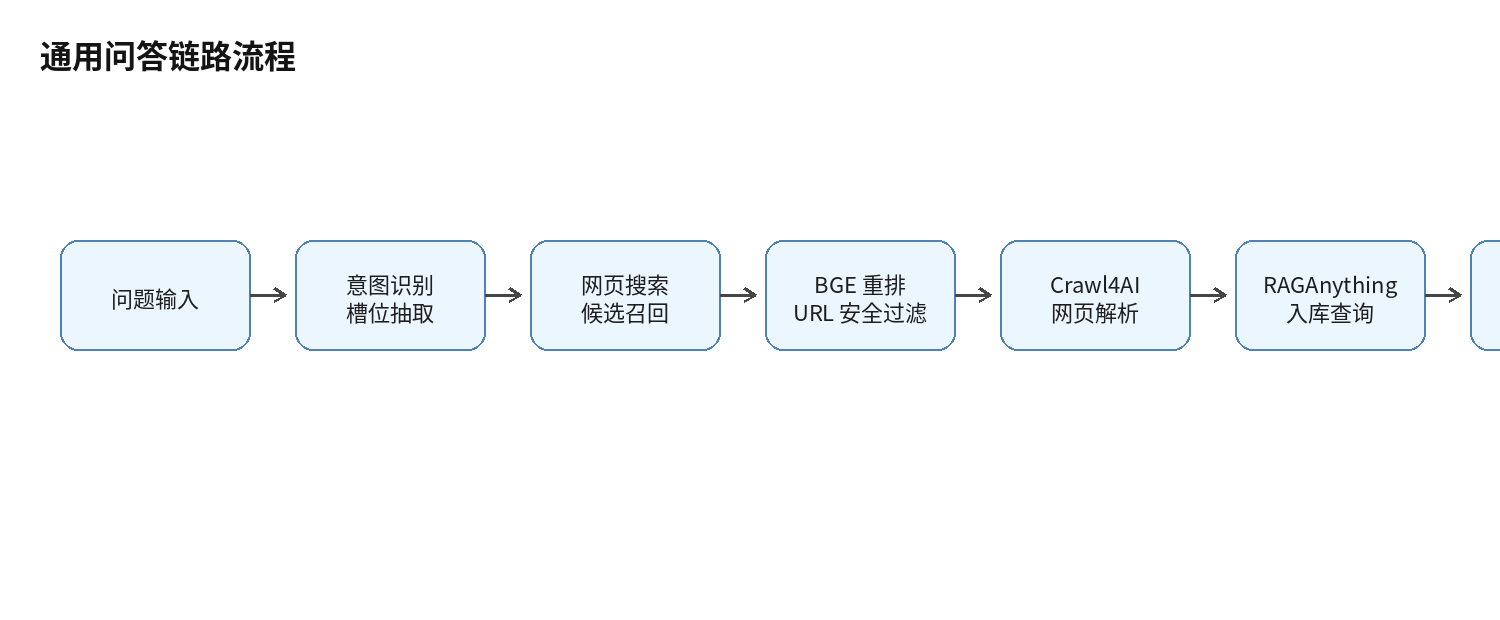 通用问答链路流程
问题输入
意图识别
槽位抽取
网页搜索
候选召回
BGE 重排
URL 安全过滤
Crawl4AI
网页解析
RAGAnything
入库查询